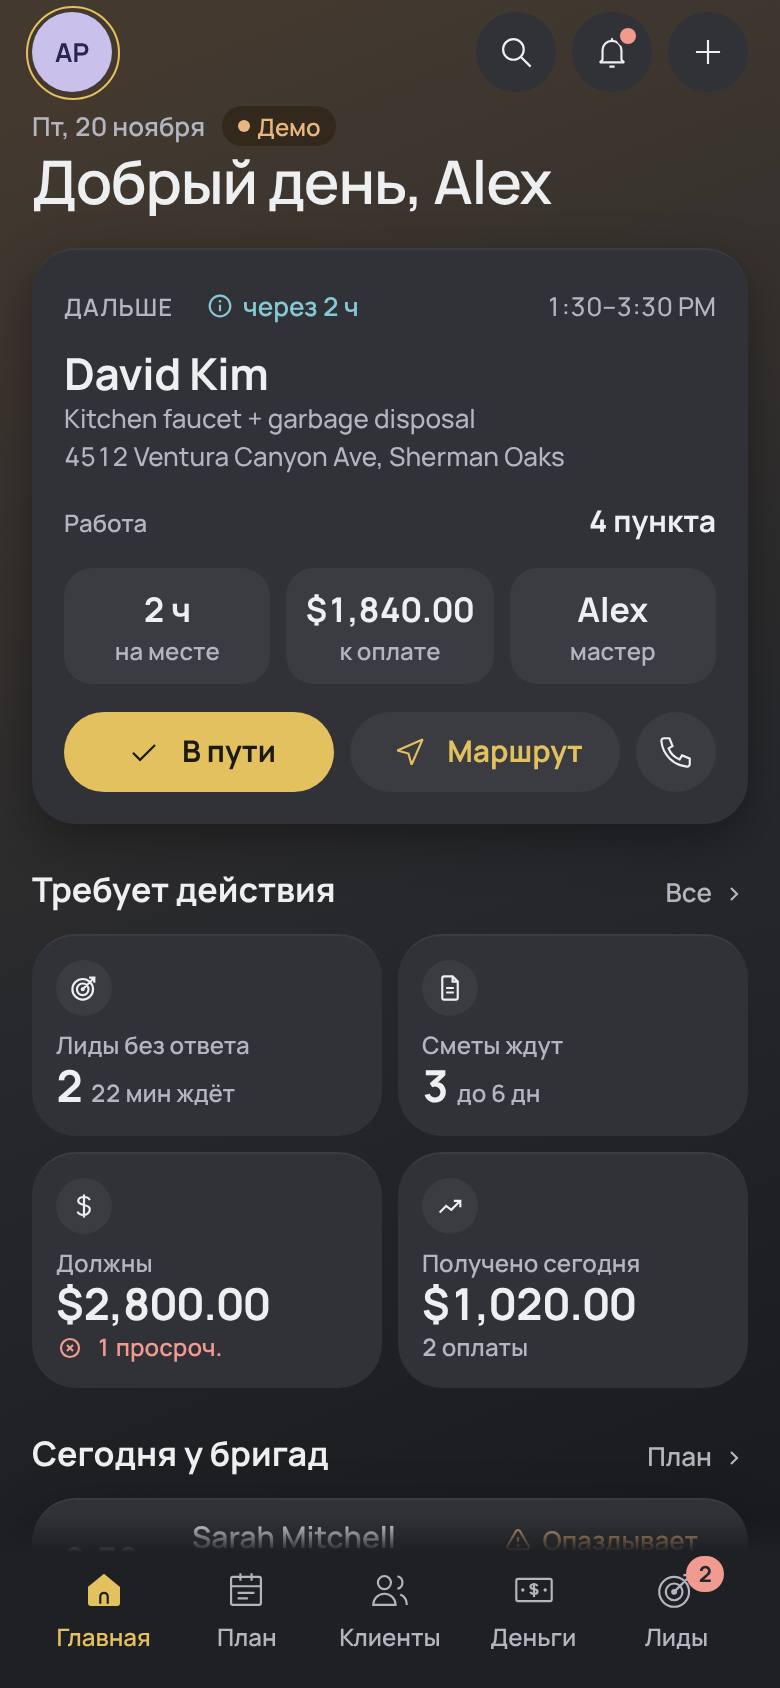 AP
Пт, 20 ноября Демо
Добрый день, Alex
ДАЛЬШЕ через 2 ч 1:30–3:30 PM
David Kim
Kitchen faucet + garbage disposal
4512 Ventura Canyon Ave, Sherman Oaks
Работа 4 пункта
2 ч $1,840.00 Alex
на месте к оплате мастер
В пути Маршрут
Требует действия Все
Лиды без ответа Сметы ждут
2 22 мин ждёт 3 до 6 дн
$
Должны Получено сегодня
$2,800.00 $1,020.00
1 просроч. 2 оплаты
Сегодня у бригад План
Sarah Mitchell Опаздывает
2
Главная План Клиенты Деньги Лиды